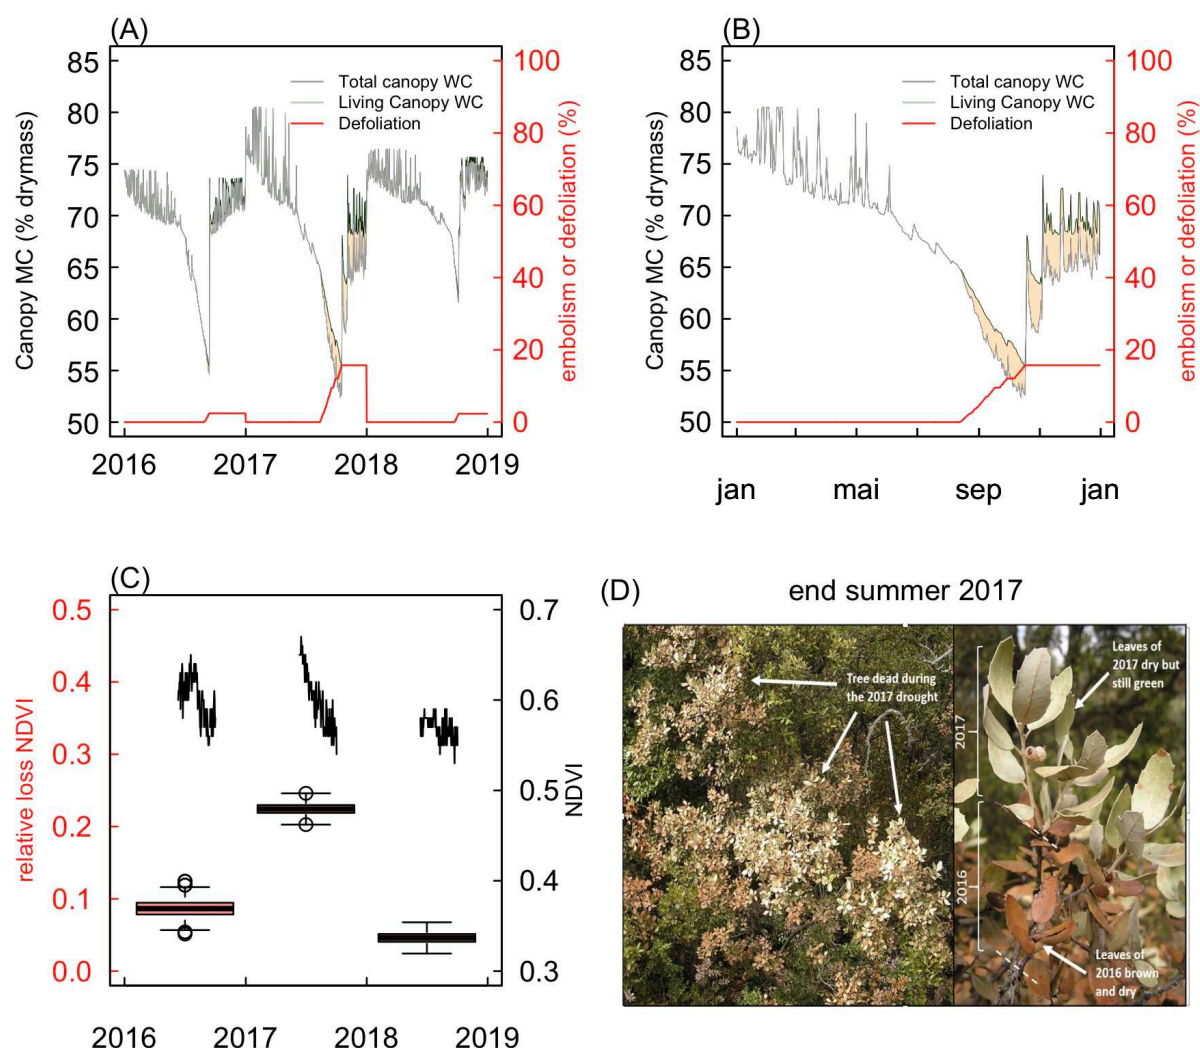 (A)
85
80
75
70
65
60
55
50
Canopy MC (% drymass)
Total canopy WC
Living Canopy WC
Defoliation
100
80
60
40
20
0
embolism or defoliation (%)
2016 2017 2018 2019
(B)
85
80
75
70
65
60
55
50
Canopy MC (% drymass)
Total canopy WC
Living Canopy WC
Defoliation
100
80
60
40
20
0
embolism or defoliation (%)
jan mai sep jan
(C)
0.5
0.4
0.3
0.2
0.1
0.0
relative loss NDVI
0.7
0.6
0.5
0.4
0.3
NDVI
2016 2017 2018 2019
(D) end summer 2017
Tree dead during
the 2017 drought
Leaves of
2017 dry but
still green
2017
2016
Leaves of
2016 brown
and dry